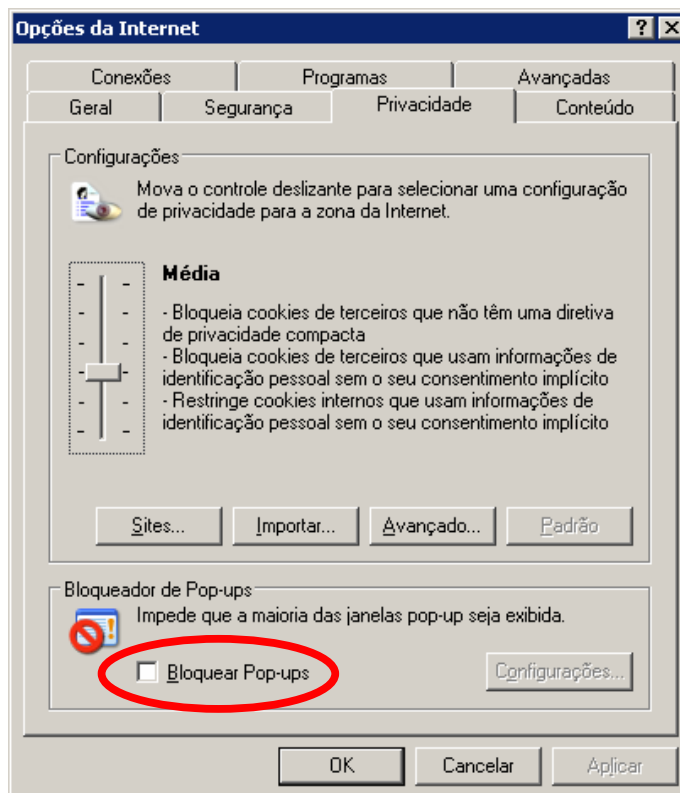 Opções da Internet
Conexões Programas Avançadas
Geral Segurança Privacidade Conteúdo
Configurações
Mova o controle deslizante para selecionar uma configuração
de privacidade para a zona da Internet.
Média
- Bloqueia cookies de terceiros que não têm uma diretiva
de privacidade compacta
- Bloqueia cookies de terceiros que usam informações de
identificação pessoal sem o seu consentimento implícito
- Restringe cookies internos que usam informações de
identificação pessoal sem o seu consentimento implícito
Sites... Importar... Avançado... Padrão
Bloqueador de Pop-ups
Impede que a maioria das janelas pop-up seja exibida.
Bloquear Pop-ups Configurações...
OK Cancelar Aplicar